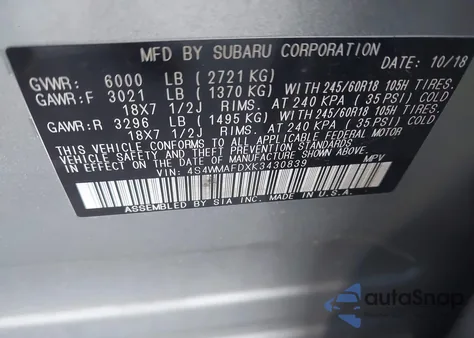 MFD BY SUBARU CORPORATION DATE: 10/18
GVWR: 6000 LB (2721 KG)
GAWR:F 3021 LB (1370 KG) WITH 245/60R18 105H TIRES.
18X7 1/2J RIMS. AT 240 KPA ( 35 PSI) COLD
GAWR:R 3296 LB (1495 KG) WITH 245/60R18 105H TIRES.
18X7 1/2J RIMS. AT 240 KPA ( 35 PSI) COLD
THIS VEHICLE CONFORMS TO ALL APPLICABLE FEDERAL MOTOR
VEHICLE SAFETY AND THEFT PREVENTION STANDARDS
IN EFFECT ON THE DATE OF MANUFACTURE SHOWN ABOVE.
VIN: 4S4WMAFDXK3430839 MPV
ASSEMBLED BY SIA INC. MADE IN U.S.A.
autoSnap